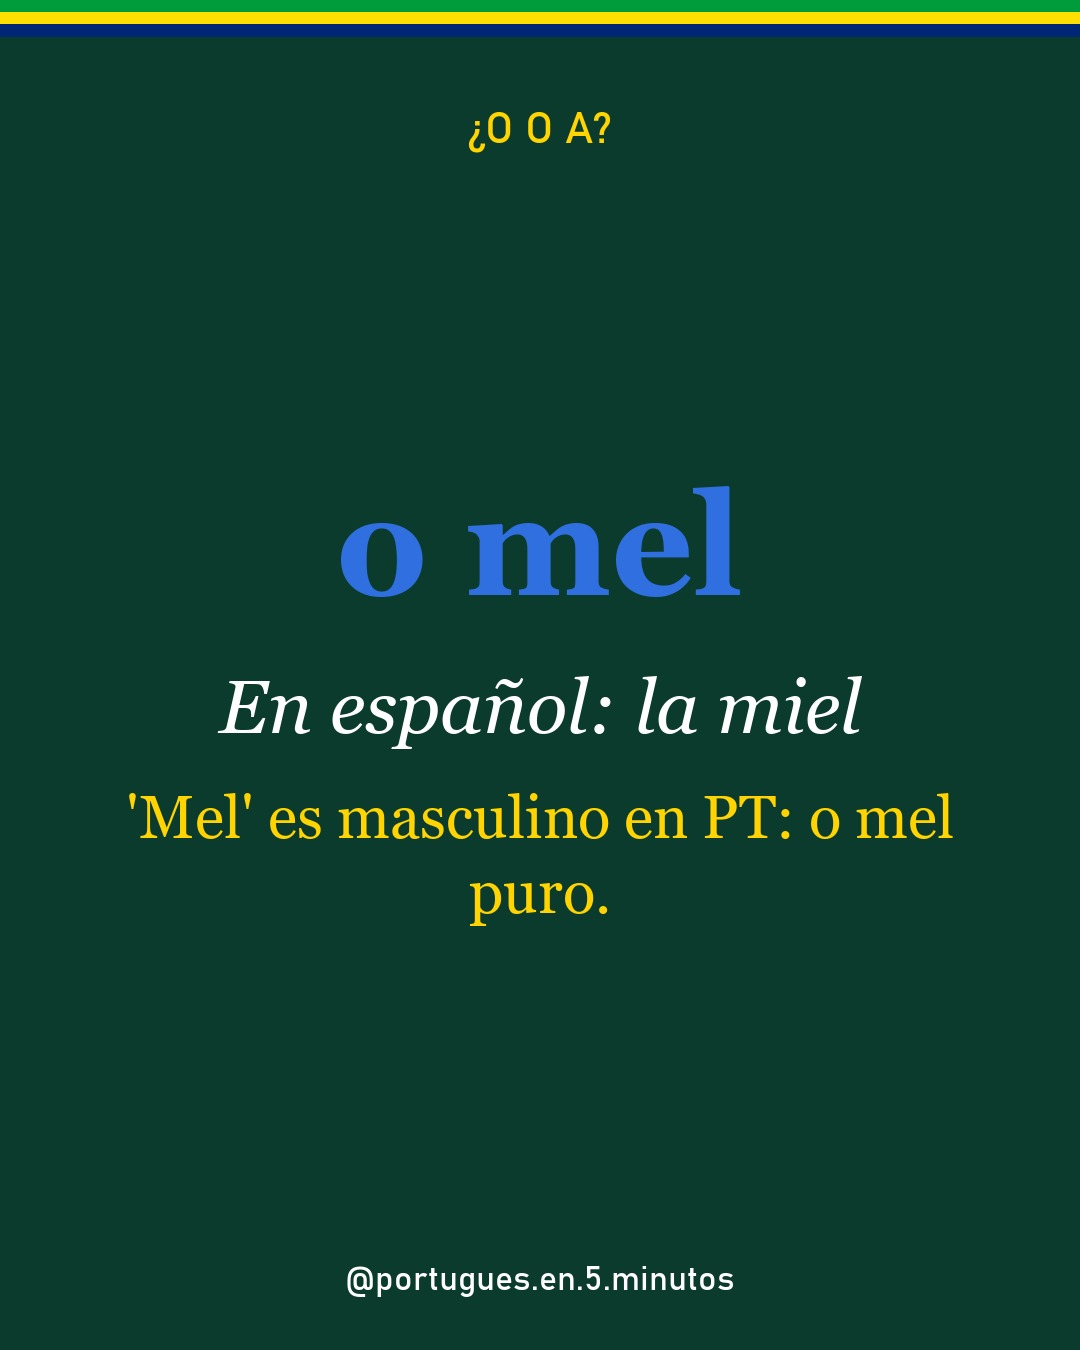 ¿O O A?
o mel
En español: la miel
'Mel' es masculino en PT: o mel
puro.
@portugues.en.5.minutos